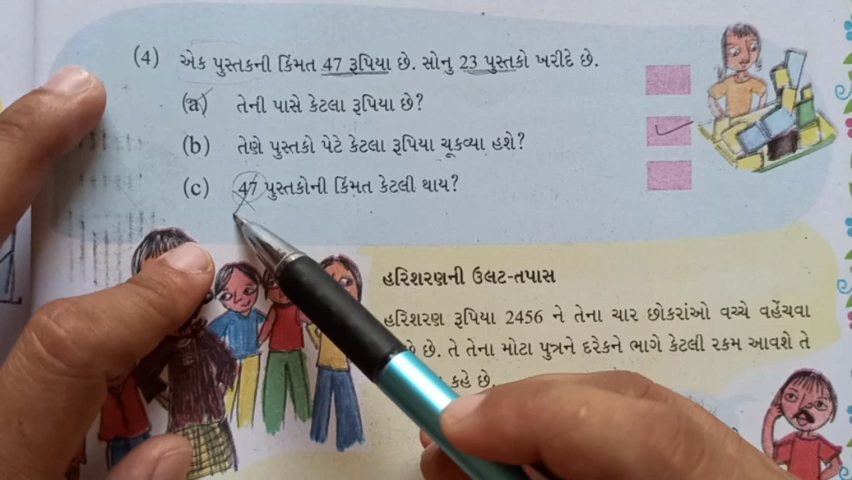 (4) એક પુસ્તકની કિંમત 47 રૂપિયા છે. સોનુ 23 પુસ્તકો ખરીદે છે.
(a) તેની પાસે કેટલા રૂપિયા છે?
(b) તેણે પુસ્તકો પેટે કેટલા રૂપિયા ચૂકવ્યા હશે?
(c) 47 પુસ્તકોની કિંમત કેટલી થાય?
હરિશરણની ઉલટ-તપાસ
હરિશરણ રૂપિયા 2456 ને તેના ચાર છોકરાંઓ વચ્ચે વહેંચવા
છે. તે તેના મોટા પુત્રને દરેકને ભાગે કેટલી રકમ આવશે તે
કહે છે.